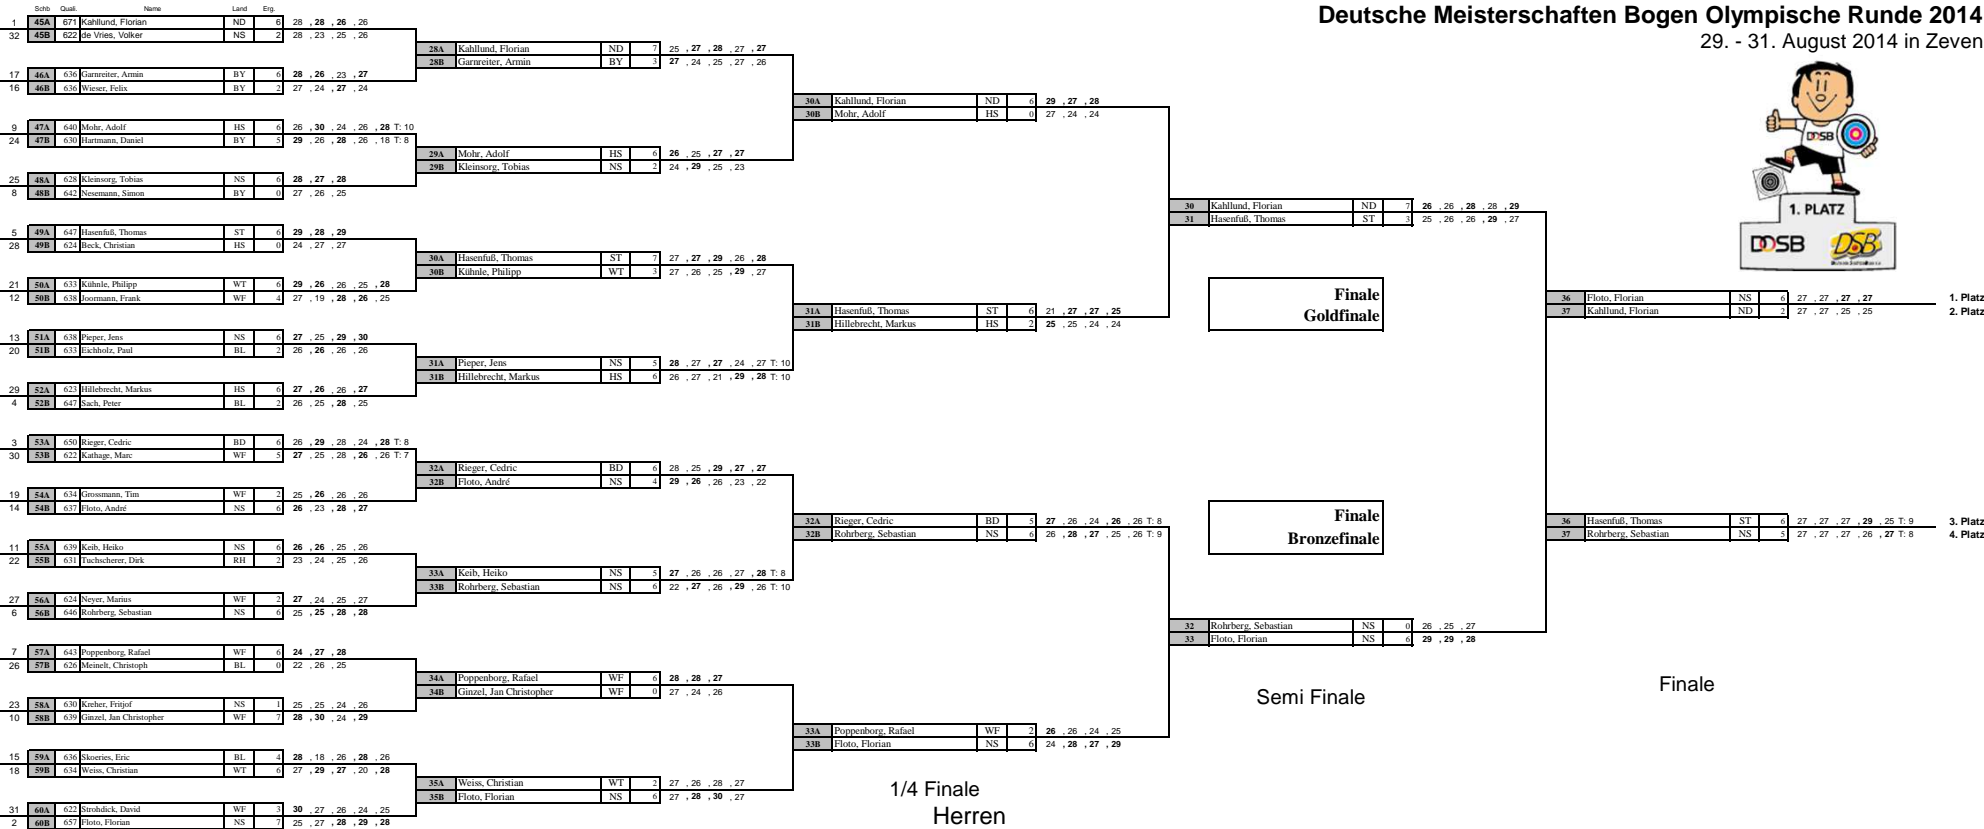 Deutsche Meisterschaften Bogen Olympische Runde 2014
29. - 31. August 2014 in Zeven
DOSB
1. PLATZ
DOSB DSB
Schb Quali. Name Land Erg.
1 45A 671 Kahllund, Florian ND 6 28 , 28 , 26 , 26
32 45B 622 de Vries, Volker NS 2 28 , 23 , 25 , 26
17 46A 636 Garnreiter, Armin BY 6 28 , 26 , 23 , 27
16 46B 636 Wieser, Felix BY 2 27 , 24 , 27 , 24
9 47A 640 Mohr, Adolf HS 6 26 , 30 , 24 , 26 , 28 T: 10
24 47B 630 Hartmann, Daniel BY 5 29 , 26 , 28 , 26 , 18 T: 8
25 48A 628 Kleinsorg, Tobias NS 6 28 , 27 , 28
8 48B 642 Nesemann, Simon BY 0 27 , 26 , 25
5 49A 647 Hasenfuß, Thomas ST 6 29 , 28 , 29
28 49B 624 Beck, Christian HS 0 24 , 27 , 27
21 50A 633 Kühnle, Philipp WT 6 29 , 26 , 26 , 25 , 28
12 50B 638 Joormann, Frank WF 4 27 , 19 , 28 , 26 , 25
13 51A 638 Pieper, Jens NS 6 27 , 25 , 29 , 30
20 51B 633 Eichholz, Paul BL 2 26 , 26 , 26 , 26
29 52A 623 Hillebrecht, Markus HS 6 27 , 26 , 26 , 27
4 52B 647 Sach, Peter BL 2 26 , 25 , 28 , 25
3 53A 650 Rieger, Cedric BD 6 26 , 29 , 28 , 24 , 28 T: 8
30 53B 622 Kathage, Marc WF 5 27 , 25 , 28 , 26 , 26 T: 7
19 54A 634 Grossmann, Tim WF 2 25 , 26 , 26 , 26
14 54B 637 Floto, André NS 6 26 , 23 , 28 , 27
11 55A 639 Keib, Heiko NS 6 26 , 26 , 25 , 26
22 55B 631 Tuchscherer, Dirk RH 2 23 , 24 , 25 , 26
27 56A 624 Neyer, Marius WF 2 27 , 24 , 25 , 27
6 56B 646 Rohrberg, Sebastian NS 6 25 , 25 , 28 , 28
7 57A 643 Poppenborg, Rafael WF 6 24 , 27 , 28
26 57B 626 Meinelt, Christoph BL 0 22 , 26 , 25
23 58A 630 Kreher, Fritjof NS 1 25 , 25 , 24 , 26
10 58B 639 Ginzel, Jan Christopher WF 7 28 , 30 , 24 , 29
15 59A 636 Skoeries, Eric BL 4 28 , 18 , 26 , 28 , 26
18 59B 634 Weiss, Christian WT 6 27 , 29 , 27 , 20 , 28
31 60A 622 Strohdick, David WF 3 30 , 27 , 26 , 24 , 25
2 60B 657 Floto, Florian NS 7 25 , 27 , 28 , 29 , 28
28A Kahllund, Florian ND 7 25 , 27 , 28 , 27 , 27
28B Garnreiter, Armin BY 3 27 , 24 , 25 , 27 , 26
29A Mohr, Adolf HS 6 26 , 25 , 27 , 27
29B Kleinsorg, Tobias NS 2 24 , 29 , 25 , 23
30A Hasenfuß, Thomas ST 7 27 , 27 , 29 , 26 , 28
30B Kühnle, Philipp WT 3 27 , 26 , 25 , 29 , 27
31A Pieper, Jens NS 5 28 , 27 , 27 , 24 , 27 T: 10
31B Hillebrecht, Markus HS 6 26 , 27 , 21 , 29 , 28 T: 10
32A Rieger, Cedric BD 6 28 , 25 , 29 , 27 , 27
32B Floto, André NS 4 29 , 26 , 26 , 23 , 22
33A Keib, Heiko NS 5 27 , 26 , 26 , 27 , 28 T: 8
33B Rohrberg, Sebastian NS 6 22 , 27 , 26 , 29 , 26 T: 10
34A Poppenborg, Rafael WF 6 28 , 28 , 27
34B Ginzel, Jan Christopher WF 0 27 , 24 , 26
35A Weiss, Christian WT 2 27 , 26 , 28 , 27
35B Floto, Florian NS 6 27 , 28 , 30 , 27
30A Kahllund, Florian ND 6 29 , 27 , 28
30B Mohr, Adolf HS 0 27 , 24 , 24
31A Hasenfuß, Thomas ST 6 21 , 27 , 27 , 25
31B Hillebrecht, Markus HS 2 25 , 25 , 24 , 24
32A Rieger, Cedric BD 5 27 , 26 , 24 , 26 , 26 T: 8
32B Rohrberg, Sebastian NS 6 26 , 28 , 27 , 25 , 26 T: 9
33A Poppenborg, Rafael WF 2 26 , 26 , 24 , 25
33B Floto, Florian NS 6 24 , 28 , 27 , 29
1/4 Finale
Herren
30 Kahllund, Florian ND 7 26 , 26 , 28 , 28 , 29
31 Hasenfuß, Thomas ST 3 25 , 26 , 26 , 29 , 27
Finale
Goldfinale
Finale
Bronzefinale
32 Rohrberg, Sebastian NS 0 26 , 25 , 27
33 Floto, Florian NS 6 29 , 29 , 28
Semi Finale
36 Floto, Florian NS 6 27 , 27 , 27 , 27 1. Platz
37 Kahllund, Florian ND 2 27 , 27 , 25 , 25 2. Platz
36 Hasenfuß, Thomas ST 6 27 , 27 , 27 , 29 , 25 T: 9 3. Platz
37 Rohrberg, Sebastian NS 5 27 , 27 , 27 , 26 , 27 T: 8 4. Platz
Finale